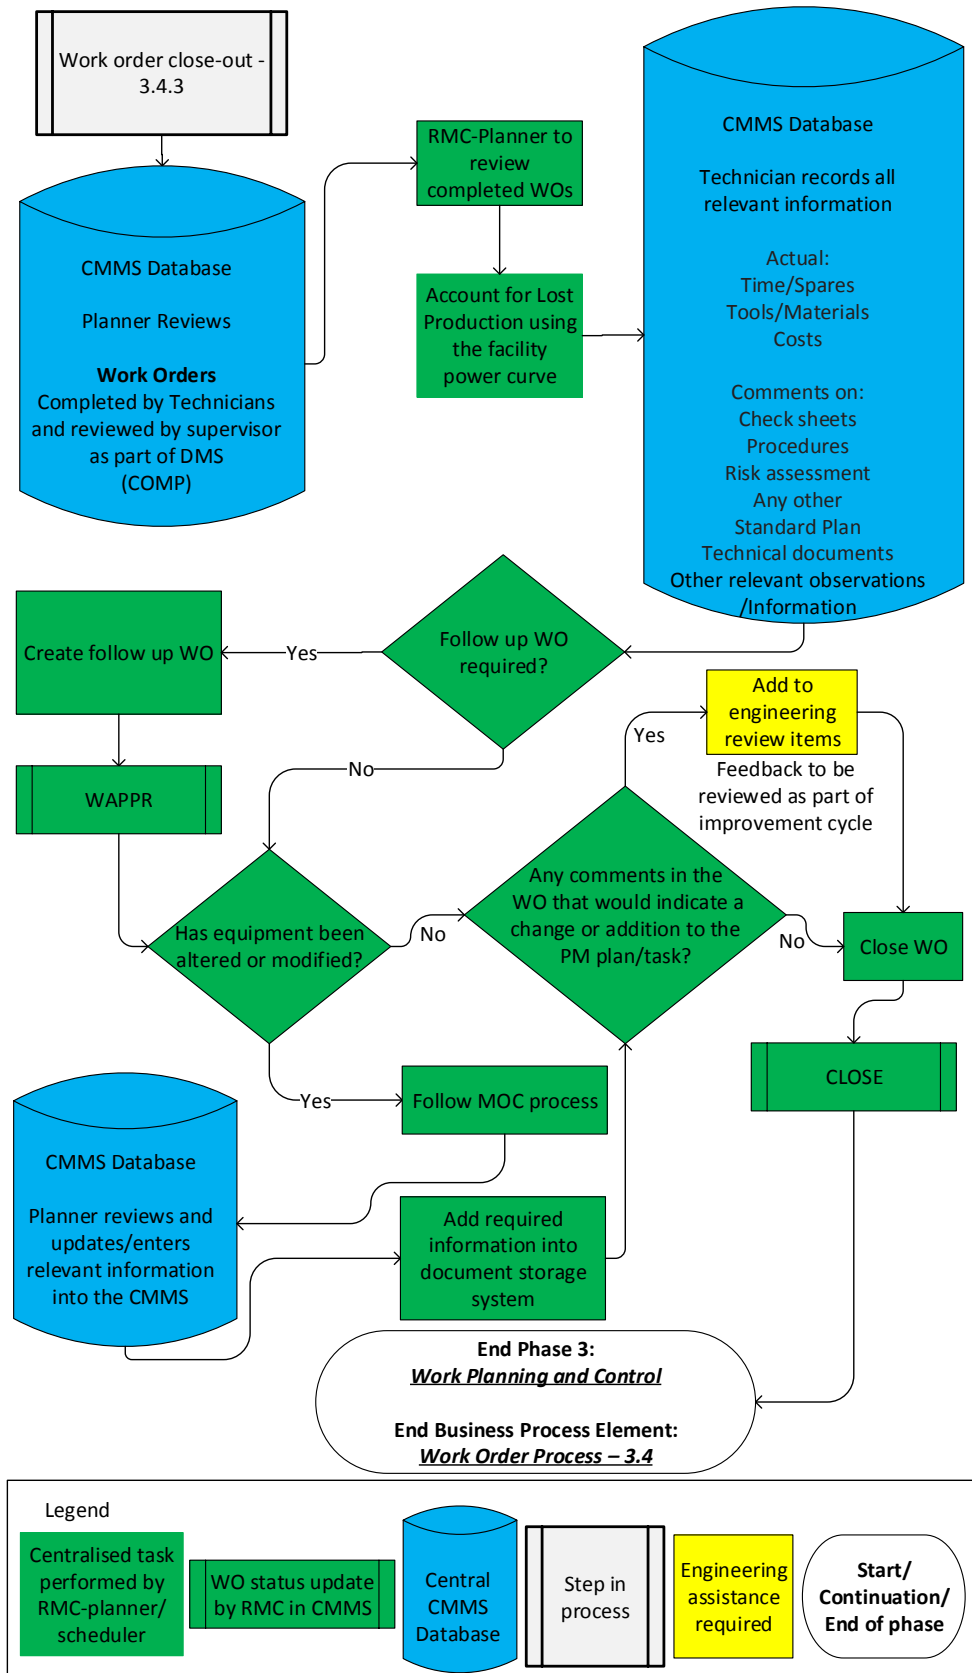 Work order close-out -
3.4.3
CMMS Database
Planner Reviews
Work Orders
Completed by Technicians
and reviewed by supervisor
as part of DMS
(COMP)
RMC-Planner to
review
completed WOs
Account for Lost
Production using
the facility
power curve
CMMS Database
Technician records all
relevant information
Actual:
Time/Spares
Tools/Materials
Costs
Comments on:
Check sheets
Procedures
Risk assessment
Any other
Standard Plan
Technical documents
Other relevant observations
/Information
Follow up WO
required?
Yes
Create follow up WO
WAPPR
No
Has equipment been
altered or modified?
No
Any comments in the
WO that would indicate a
change or addition to the
PM plan/task?
Yes
Add to
engineering
review items
Feedback to be
reviewed as part of
improvement cycle
No
Close WO
CLOSE
Yes
Follow MOC process
CMMS Database
Planner reviews and
updates/enters
relevant information
into the CMMS
Add required
information into
document storage
system
End Phase 3:
Work Planning and Control
End Business Process Element:
Work Order Process – 3.4
Legend
Centralised task
performed by
RMC-planner/
scheduler
WO status update
by RMC in CMMS
Central
CMMS
Database
Step in
process
Engineering
assistance
required
Start/
Continuation/
End of phase